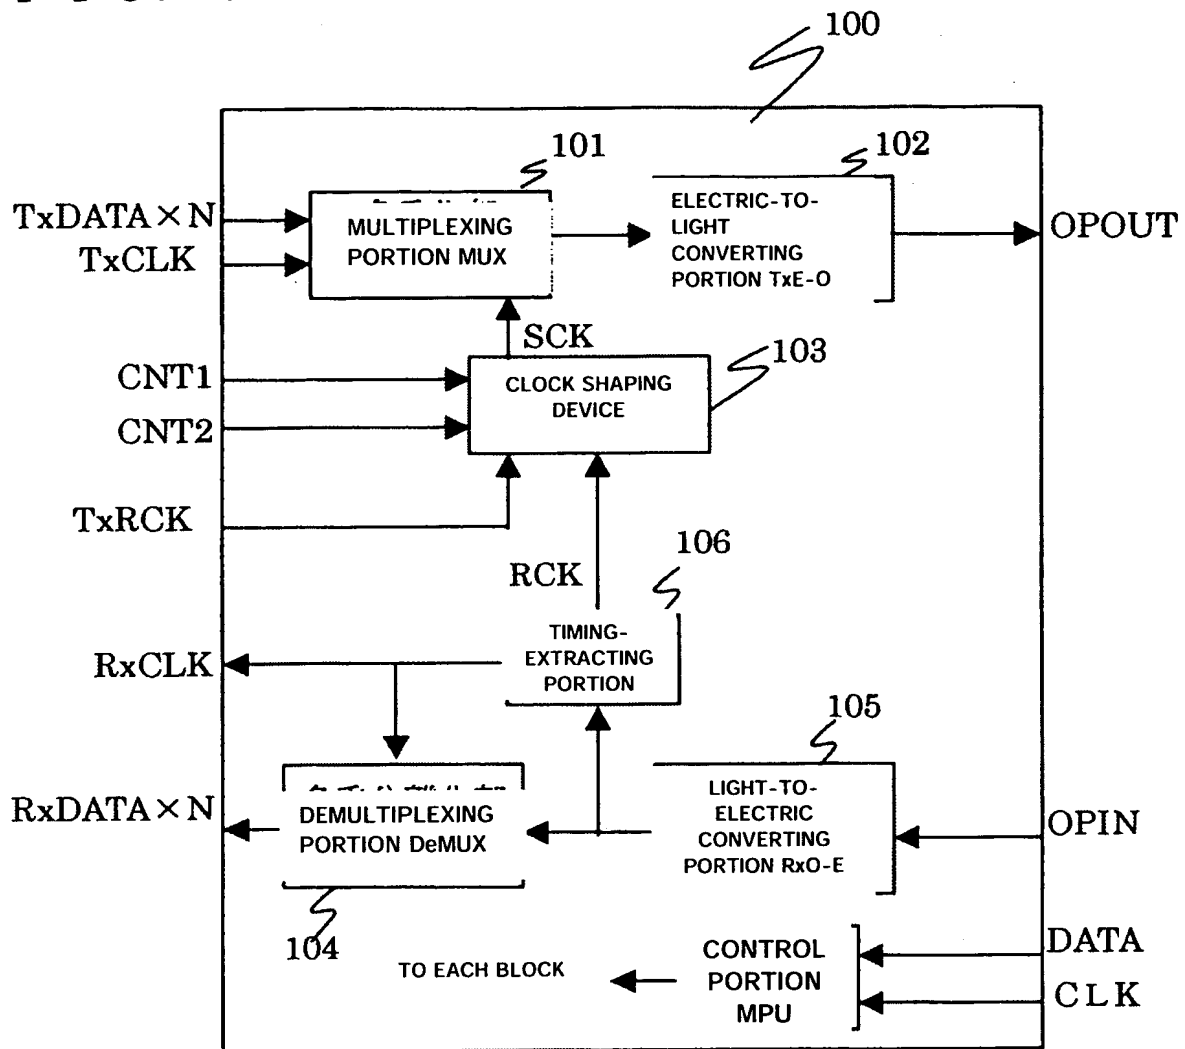 100
101
102
TxDATA×N
TxCLK
MULTIPLEXING
PORTION MUX
ELECTRIC-TO-
LIGHT
CONVERTING
PORTION TxE-O
OPOUT
SCK
103
CNT1
CNT2
CLOCK SHAPING
DEVICE
TxRCK
106
RCK
RxCLK
TIMING-
EXTRACTING
PORTION
105
RxDATA×N
DEMULTIPLEXING
PORTION DeMUX
LIGHT-TO-
ELECTRIC
CONVERTING
PORTION RxO-E
OPIN
104
TO EACH BLOCK
CONTROL
PORTION
MPU
DATA
CLK